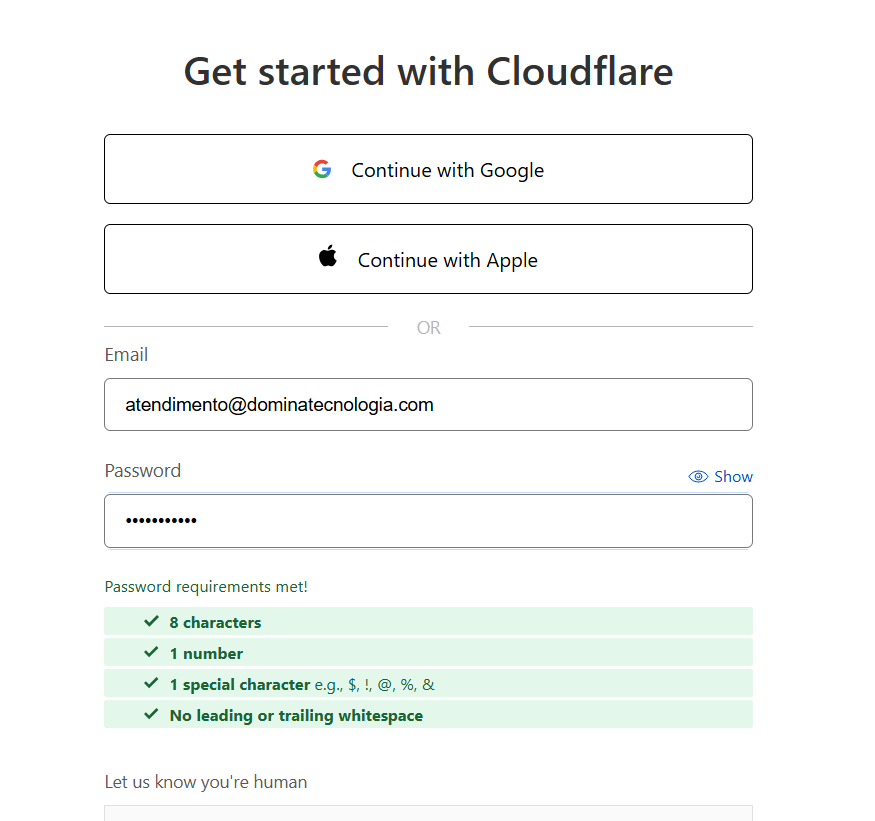 Get started with Cloudflare
Continue with Google
Continue with Apple
OR
Email
atendimento@dominatecnologia.com
Password
Show
•••••••••••
Password requirements met!
8 characters
1 number
1 special character e.g., $, !, @, %, &
No leading or trailing whitespace
Let us know you're human